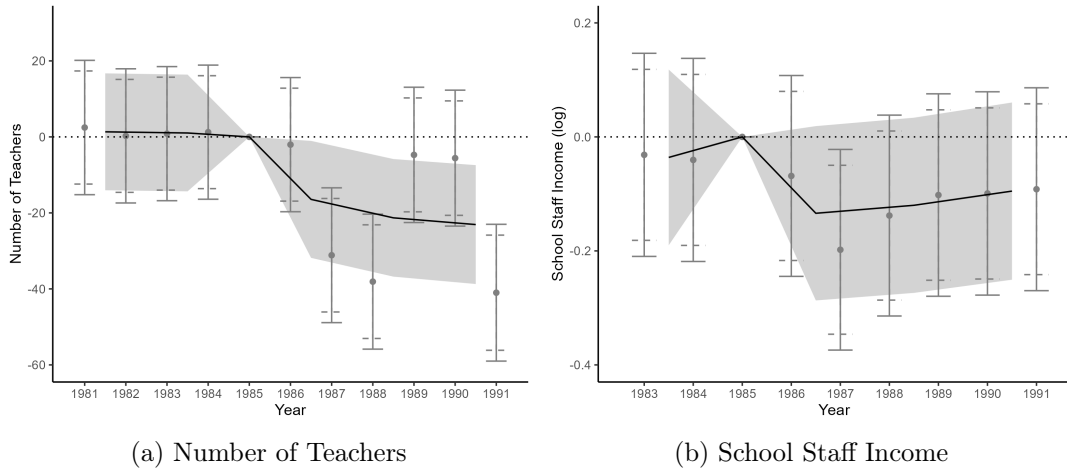 20
0
-20
-40
-60
Number of Teachers
1981 1982 1983 1984 1985 1986 1987 1988 1989 1990 1991
Year
(a) Number of Teachers
0.2
0.0
-0.2
-0.4
School Staff Income (log)
1983 1984 1985 1986 1987 1988 1989 1990 1991
Year
(b) School Staff Income